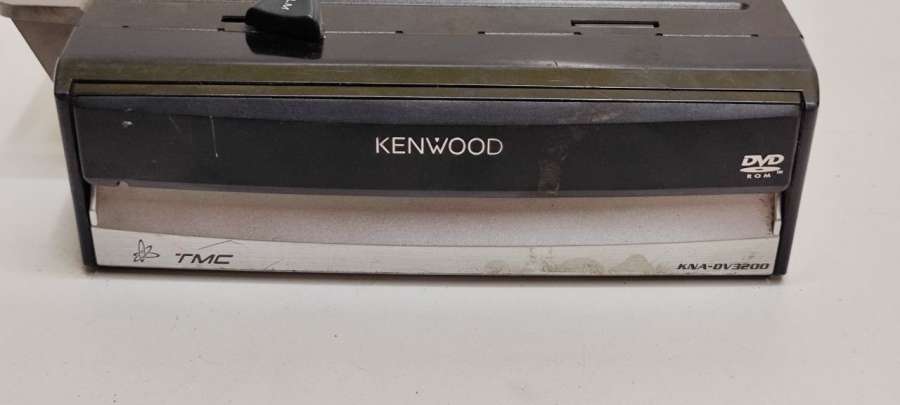 KENWOOD
DVD
ROM
TMC
KNA-DV3200